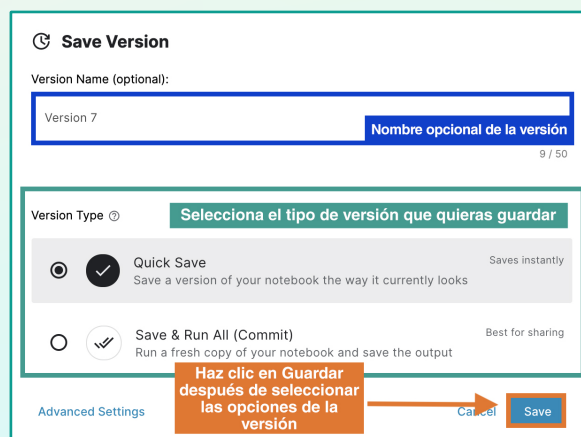 Save Version
Version Name (optional):
Version 7
Nombre opcional de la versión
9 / 50
Version Type
Selecciona el tipo de versión que quieras guardar
Quick Save
Saves instantly
Save a version of your notebook the way it currently looks
Save & Run All (Commit)
Best for sharing
Run a fresh copy of your notebook and save the output
Haz clic en Guardar
después de seleccionar
las opciones de la
versión
Advanced Settings
Cancel
Save